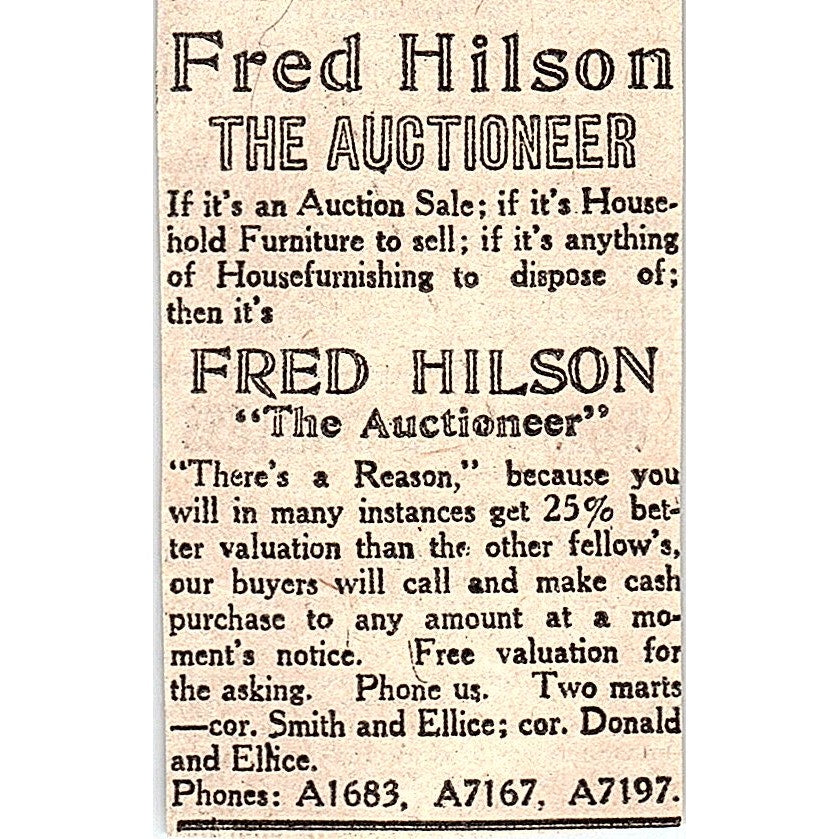 Fred Hilson
THE AUCTIONEER
If it's an Auction Sale; if it's House-
hold Furniture to sell; if it's anything
of Housefurnishing to dispose of;
then it's
FRED HILSON
"The Auctioneer"
"There's a Reason," because you
will in many instances get 25% bet-
ter valuation than the other fellow's,
our buyers will call and make cash
purchase to any amount at a mo-
ment's notice. Free valuation for
the asking. Phone us. Two marts
—cor. Smith and Ellice; cor. Donald
and Ellice.
Phones: A1683, A7167, A7197.